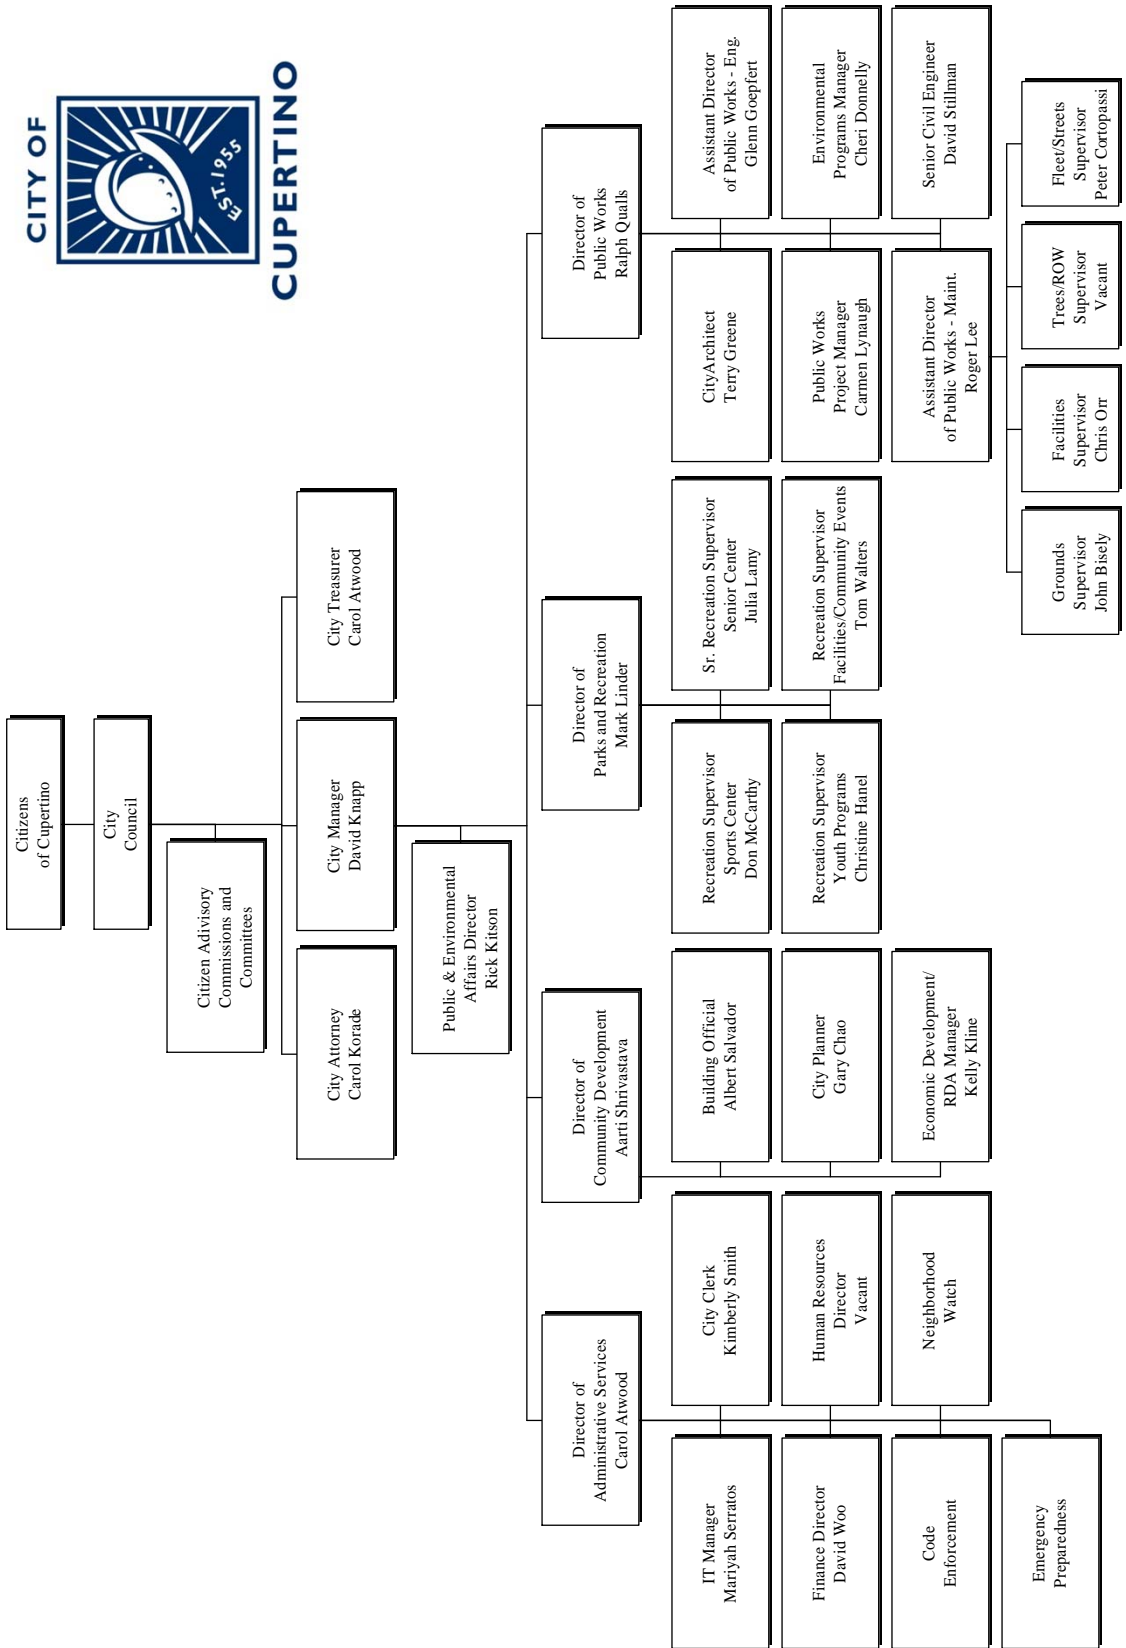 CITY OF
EST. 1955
CUPERTINO
Citizens
of Cupertino
City
Council
Citizen Adivisory
Commissions and
Committees
City Attorney
Carol Korade
City Manager
David Knapp
City Treasurer
Carol Atwood
Public & Environmental
Affairs Director
Rick Kitson
Director of
Administrative Services
Carol Atwood
Director of
Community Development
Aarti Shrivastava
Director of
Parks and Recreation
Mark Linder
Director of
Public Works
Ralph Qualls
IT Manager
Mariyah Serratos
City Clerk
Kimberly Smith
Finance Director
David Woo
Human Resources
Director
Vacant
Code
Enforcement
Neighborhood
Watch
Emergency
Preparedness
Building Official
Albert Salvador
City Planner
Gary Chao
Economic Development/
RDA Manager
Kelly Kline
Recreation Supervisor
Sports Center
Don McCarthy
Sr. Recreation Supervisor
Senior Center
Julia Lamy
Recreation Supervisor
Youth Programs
Christine Hanel
Recreation Supervisor
Facilities/Community Events
Tom Walters
CityArchitect
Terry Greene
Assistant Director
of Public Works - Eng.
Glenn Goepfert
Public Works
Project Manager
Carmen Lynaugh
Environmental
Programs Manager
Cheri Donnelly
Assistant Director
of Public Works - Maint.
Roger Lee
Senior Civil Engineer
David Stillman
Grounds
Supervisor
John Bisely
Facilities
Supervisor
Chris Orr
Trees/ROW
Supervisor
Vacant
Fleet/Streets
Supervisor
Peter Cortopassi